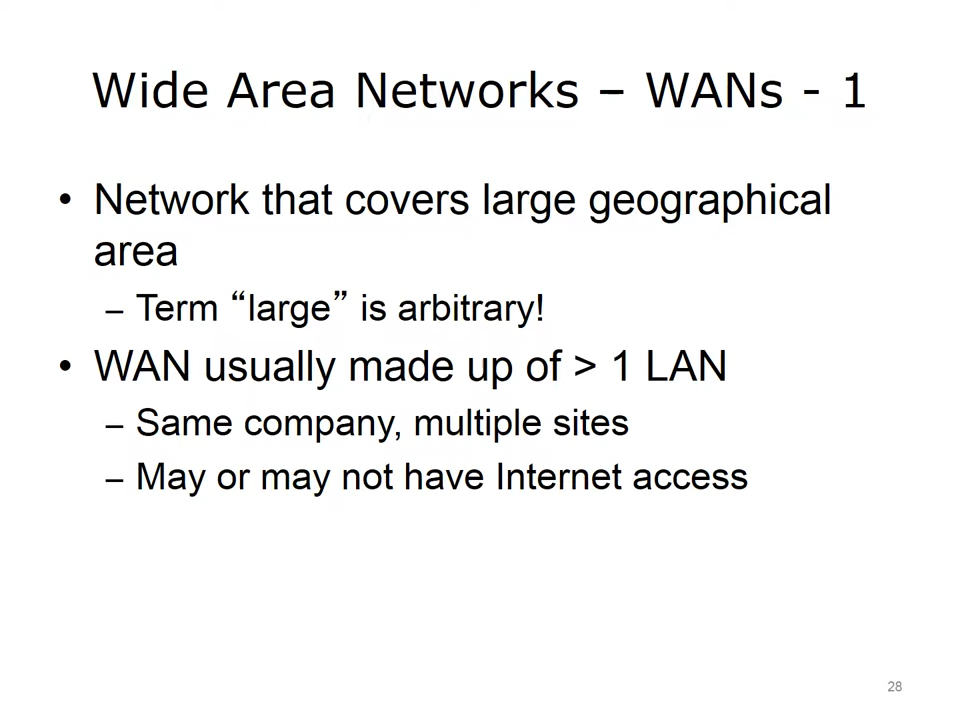 Wide Area Networks – WANs - 1
• Network that covers large geographical
area
– Term “large” is arbitrary!
• WAN usually made up of > 1 LAN
– Same company, multiple sites
– May or may not have Internet access
28